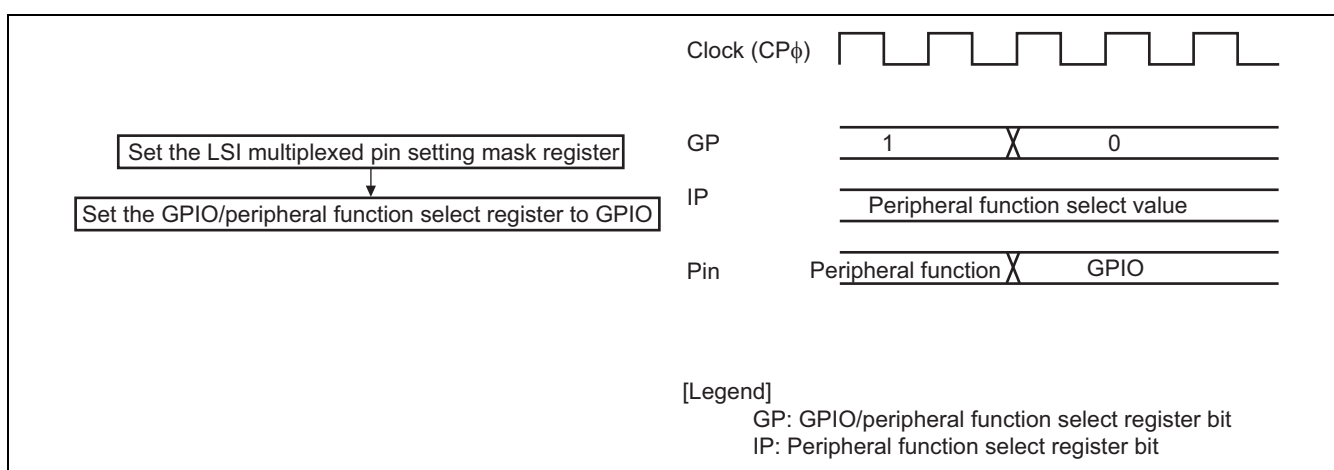 Clock (CPϕ)
Set the LSI multiplexed pin setting mask register
Set the GPIO/peripheral function select register to GPIO
GP
1
0
IP
Peripheral function select value
Pin
Peripheral function
GPIO
[Legend]
GP: GPIO/peripheral function select register bit
IP: Peripheral function select register bit